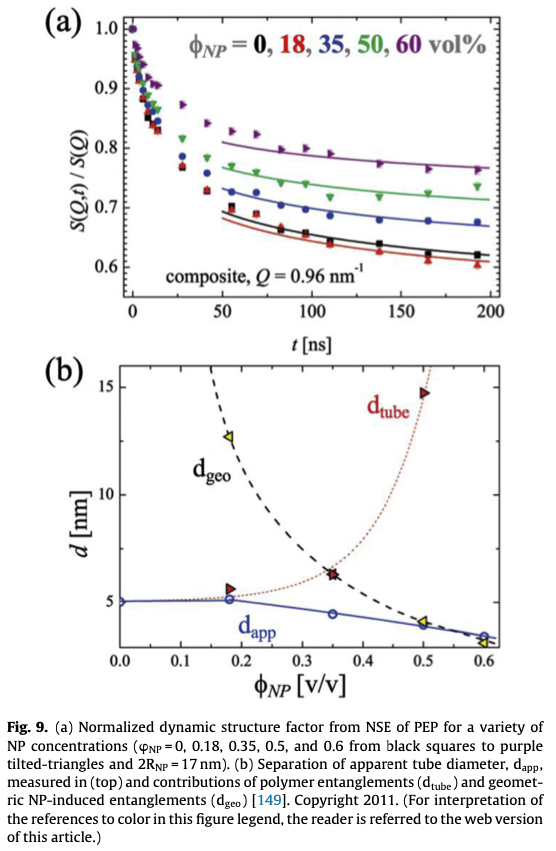 (a)
1.0
0.9
0.8
0.7
0.6
S(Q,t) / S(Q)
ϕNP = 0, 18, 35, 50, 60 vol%
composite, Q = 0.96 nm⁻¹
0 50 100 150 200
t [ns]
(b)
15
10
5
d [nm]
dtube
dgeo
dapp
0.0 0.1 0.2 0.3 0.4 0.5 0.6
ϕNP [v/v]
Fig. 9. (a) Normalized dynamic structure factor from NSE of PEP for a variety of
NP concentrations (φNP = 0, 0.18, 0.35, 0.5, and 0.6 from black squares to purple
tilted-triangles and 2RNP = 17 nm). (b) Separation of apparent tube diameter, dapp,
measured in (top) and contributions of polymer entanglements (dtube) and geomet-
ric NP-induced entanglements (dgeo) [149]. Copyright 2011. (For interpretation of
the references to color in this figure legend, the reader is referred to the web version
of this article.)